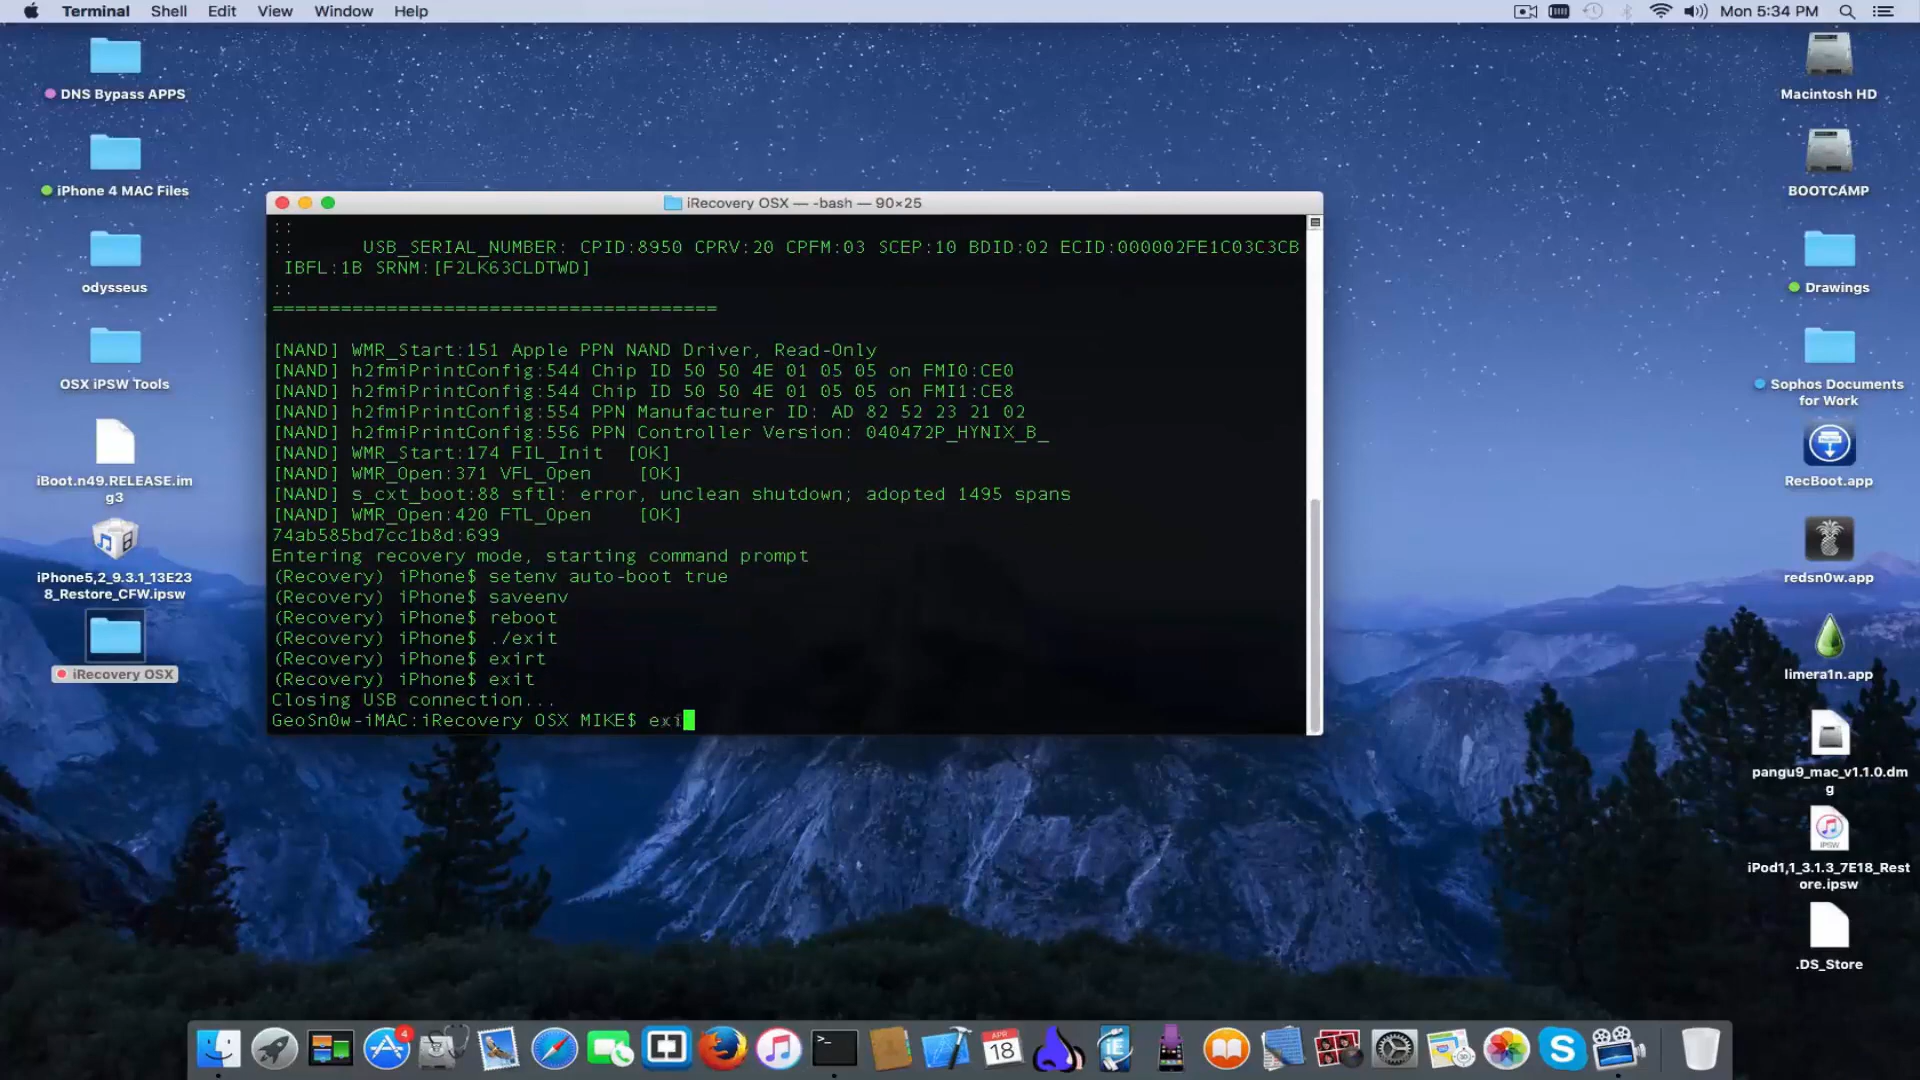 Terminal Shell Edit View Window Help
Mon 5:34 PM
DNS Bypass APPS
iPhone 4 MAC Files
odysseus
OSX iPSW Tools
iBoot.n49.RELEASE.im
g3
iPhone5,2_9.3.1_13E23
8_Restore_CFW.ipsw
iRecovery OSX
iRecovery OSX — -bash — 90×25
::
:: USB_SERIAL_NUMBER: CPID:8950 CPRV:20 CPFM:03 SCEP:10 BDID:02 ECID:000002FE1C03C3CB
IBFL:1B SRNM:[F2LK63CLDTWD]
::
=======================================
[NAND] WMR_Start:151 Apple PPN NAND Driver, Read-Only
[NAND] h2fmiPrintConfig:544 Chip ID 50 50 4E 01 05 05 on FMI0:CE0
[NAND] h2fmiPrintConfig:544 Chip ID 50 50 4E 01 05 05 on FMI1:CE8
[NAND] h2fmiPrintConfig:554 PPN Manufacturer ID: AD 82 52 23 21 02
[NAND] h2fmiPrintConfig:556 PPN Controller Version: 040472P_HYNIX_B_
[NAND] WMR_Start:174 FIL_Init [OK]
[NAND] WMR_Open:371 VFL_Open [OK]
[NAND] s_cxt_boot:88 sftl: error, unclean shutdown; adopted 1495 spans
[NAND] WMR_Open:420 FTL_Open [OK]
74ab585bd7cc1b8d:699
Entering recovery mode, starting command prompt
(Recovery) iPhone$ setenv auto-boot true
(Recovery) iPhone$ saveenv
(Recovery) iPhone$ reboot
(Recovery) iPhone$ ./exit
(Recovery) iPhone$ exirt
(Recovery) iPhone$ exit
Closing USB connection...
GeoSn0w-iMAC:iRecovery OSX MIKE$ exi
Macintosh HD
BOOTCAMP
Drawings
Sophos Documents
for Work
RecBoot.app
redsn0w.app
limera1n.app
pangu9_mac_v1.1.0.dm
g
IPSW
iPod1,1_3.1.3_7E18_Rest
ore.ipsw
.DS_Store
4
APR
18